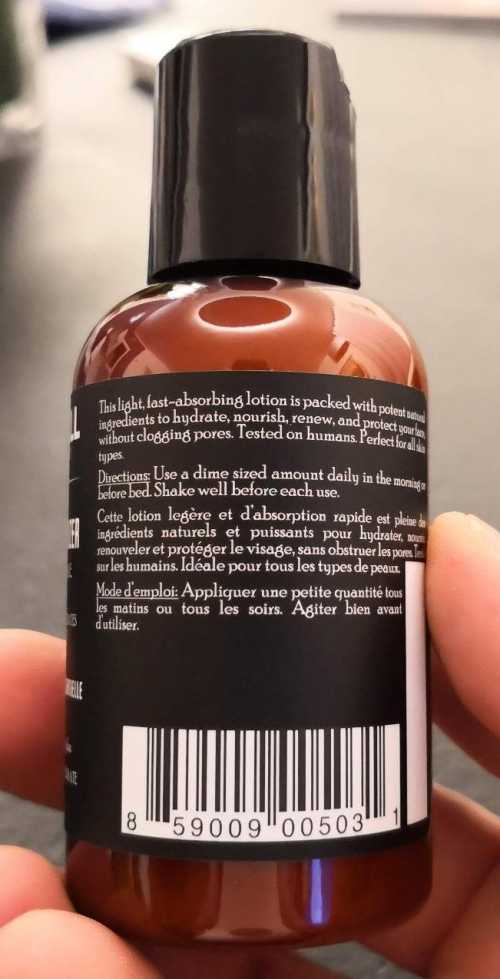 This light, fast-absorbing lotion is packed with potent natural
ingredients to hydrate, nourish, renew, and protect your face,
without clogging pores. Tested on humans. Perfect for all skin
types.
Directions: Use a dime sized amount daily in the morning or
before bed. Shake well before each use.
Cette lotion legère et d'absorption rapide est pleine
ingrédients naturels et puissants pour hydrater,
renouveler et protéger le visage, sans obstruer les pores.
sur les humains. Idéale pour tous les types de peaux.
Mode d'emploi: Appliquer une petite quantité tous
les matins ou tous les soirs. Agiter bien avant
d'utiliser.
8 59009 00503 1